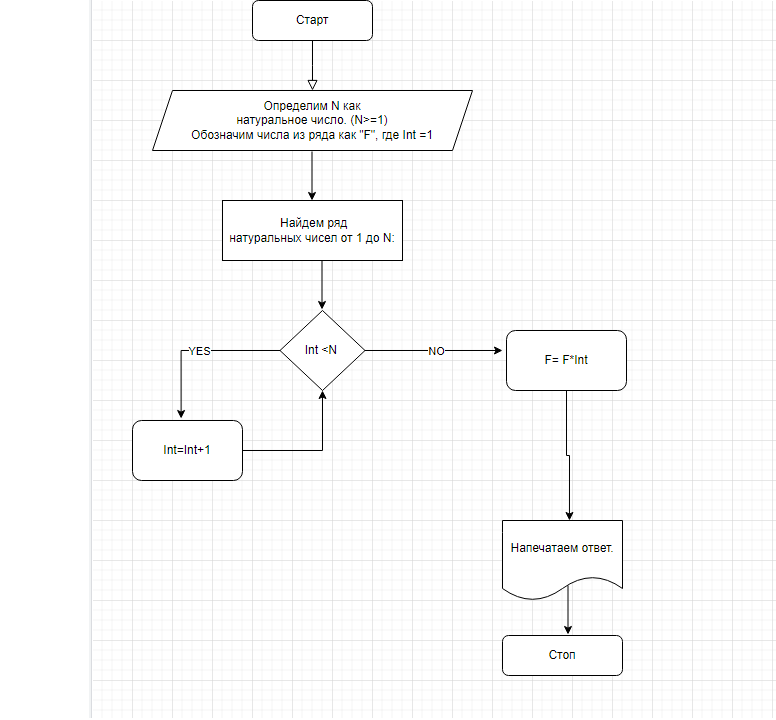 Старт
Определим N как
натуральное число. (N>=1)
Обозначим числа из ряда как "F", где Int =1
Найдем ряд
натуральных чисел от 1 до N:
Int <N
YES
NO
F= F*Int
Int=Int+1
Напечатаем ответ.
Стоп